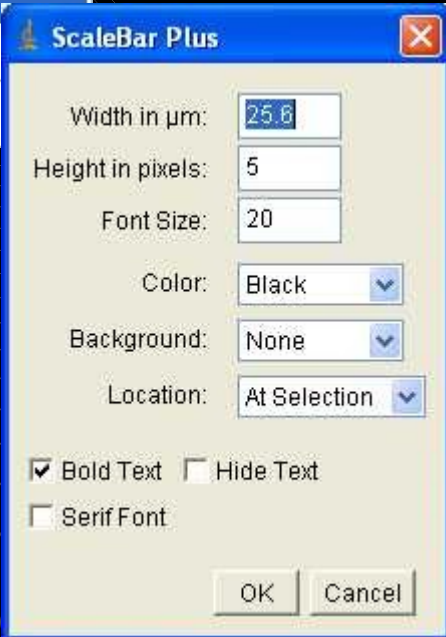 ScaleBar Plus
Width in µm: 25.6
Height in pixels: 5
Font Size: 20
Color: Black
Background: None
Location: At Selection
Bold Text Hide Text
Serif Font
OK Cancel